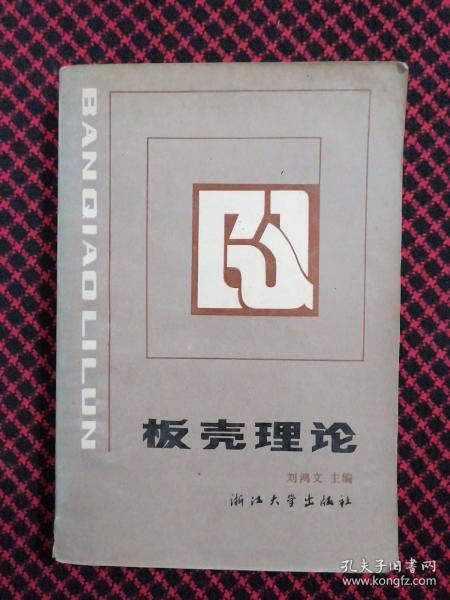 BANQIAO LILUN
板壳理论
刘鸿文 主编
浙江大学出版社
孔夫子旧书网
www.kongfz.com